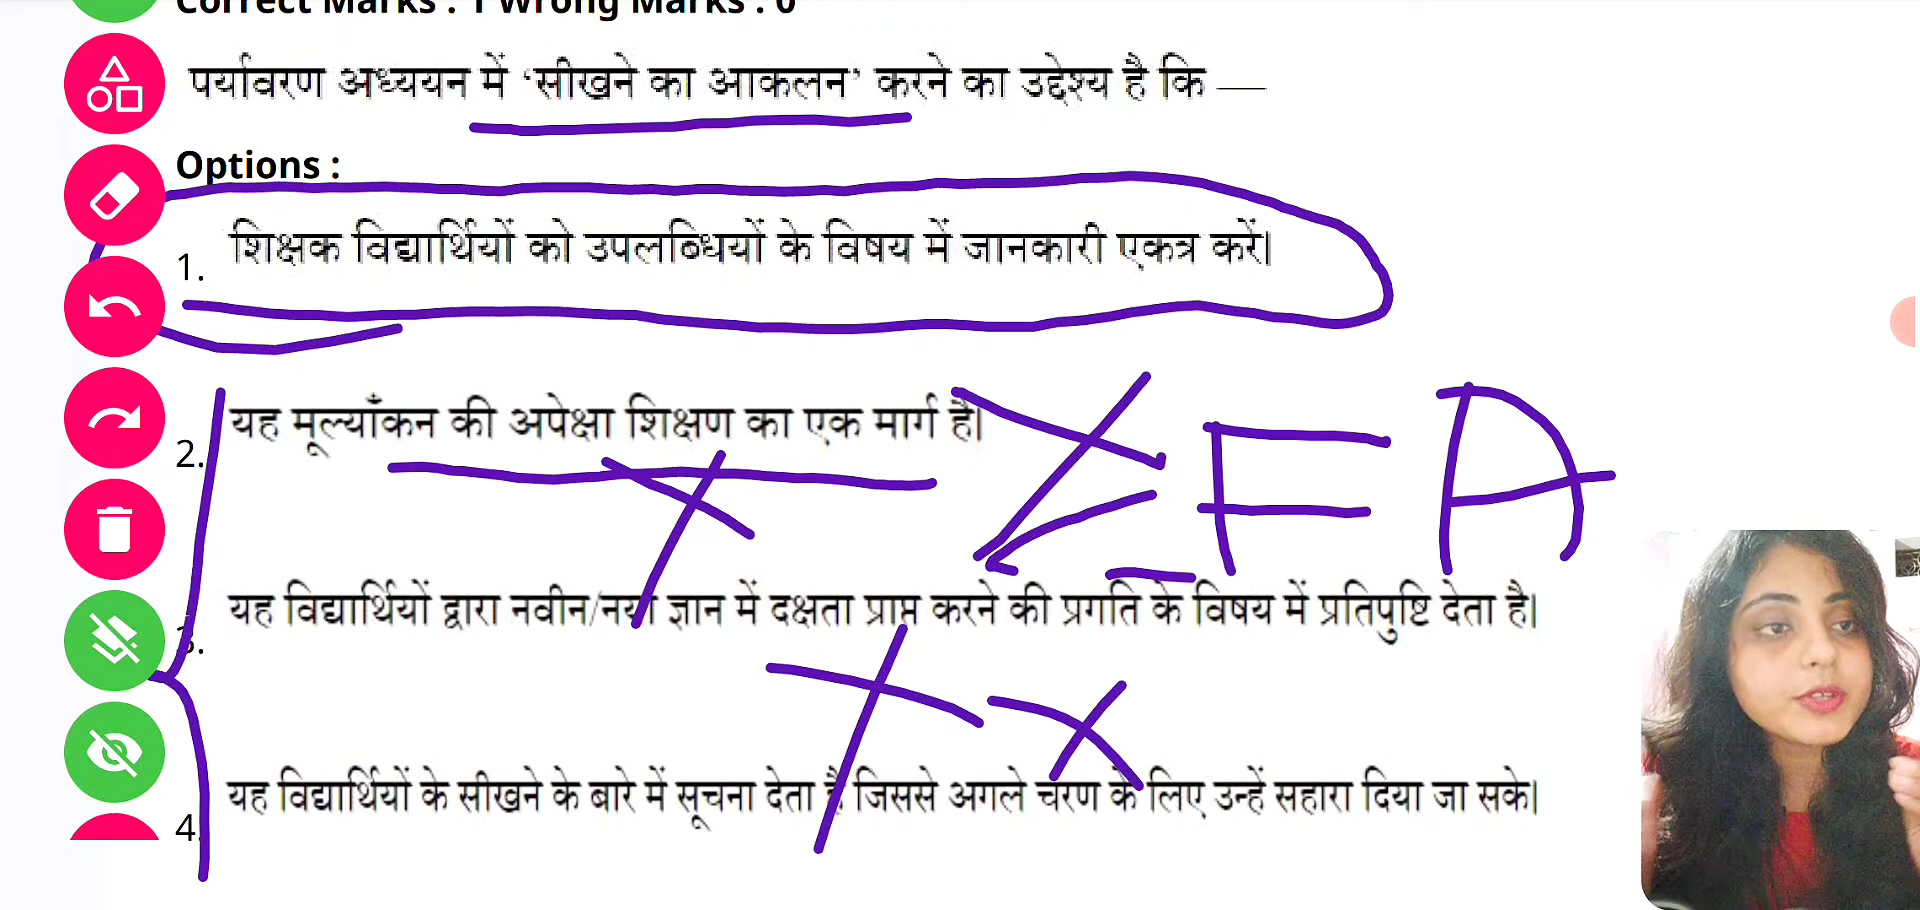 Correct Marks : 1 Wrong Marks : 0
पर्यावरण अध्ययन में ‘सीखने का आकलन’ करने का उद्देश्य है कि ___
Options :
1. शिक्षक विद्यार्थियों को उपलब्धियों के विषय में जानकारी एकत्र करें।
2. यह मूल्याँकन की अपेक्षा शिक्षण का एक मार्ग है।
3. यह विद्यार्थियों द्वारा नवीन/नया ज्ञान में दक्षता प्राप्त करने की प्रगति के विषय में प्रतिपुष्टि देता है।
4. यह विद्यार्थियों के सीखने के बारे में सूचना देता है जिससे अगले चरण के लिए उन्हें सहारा दिया जा सके।